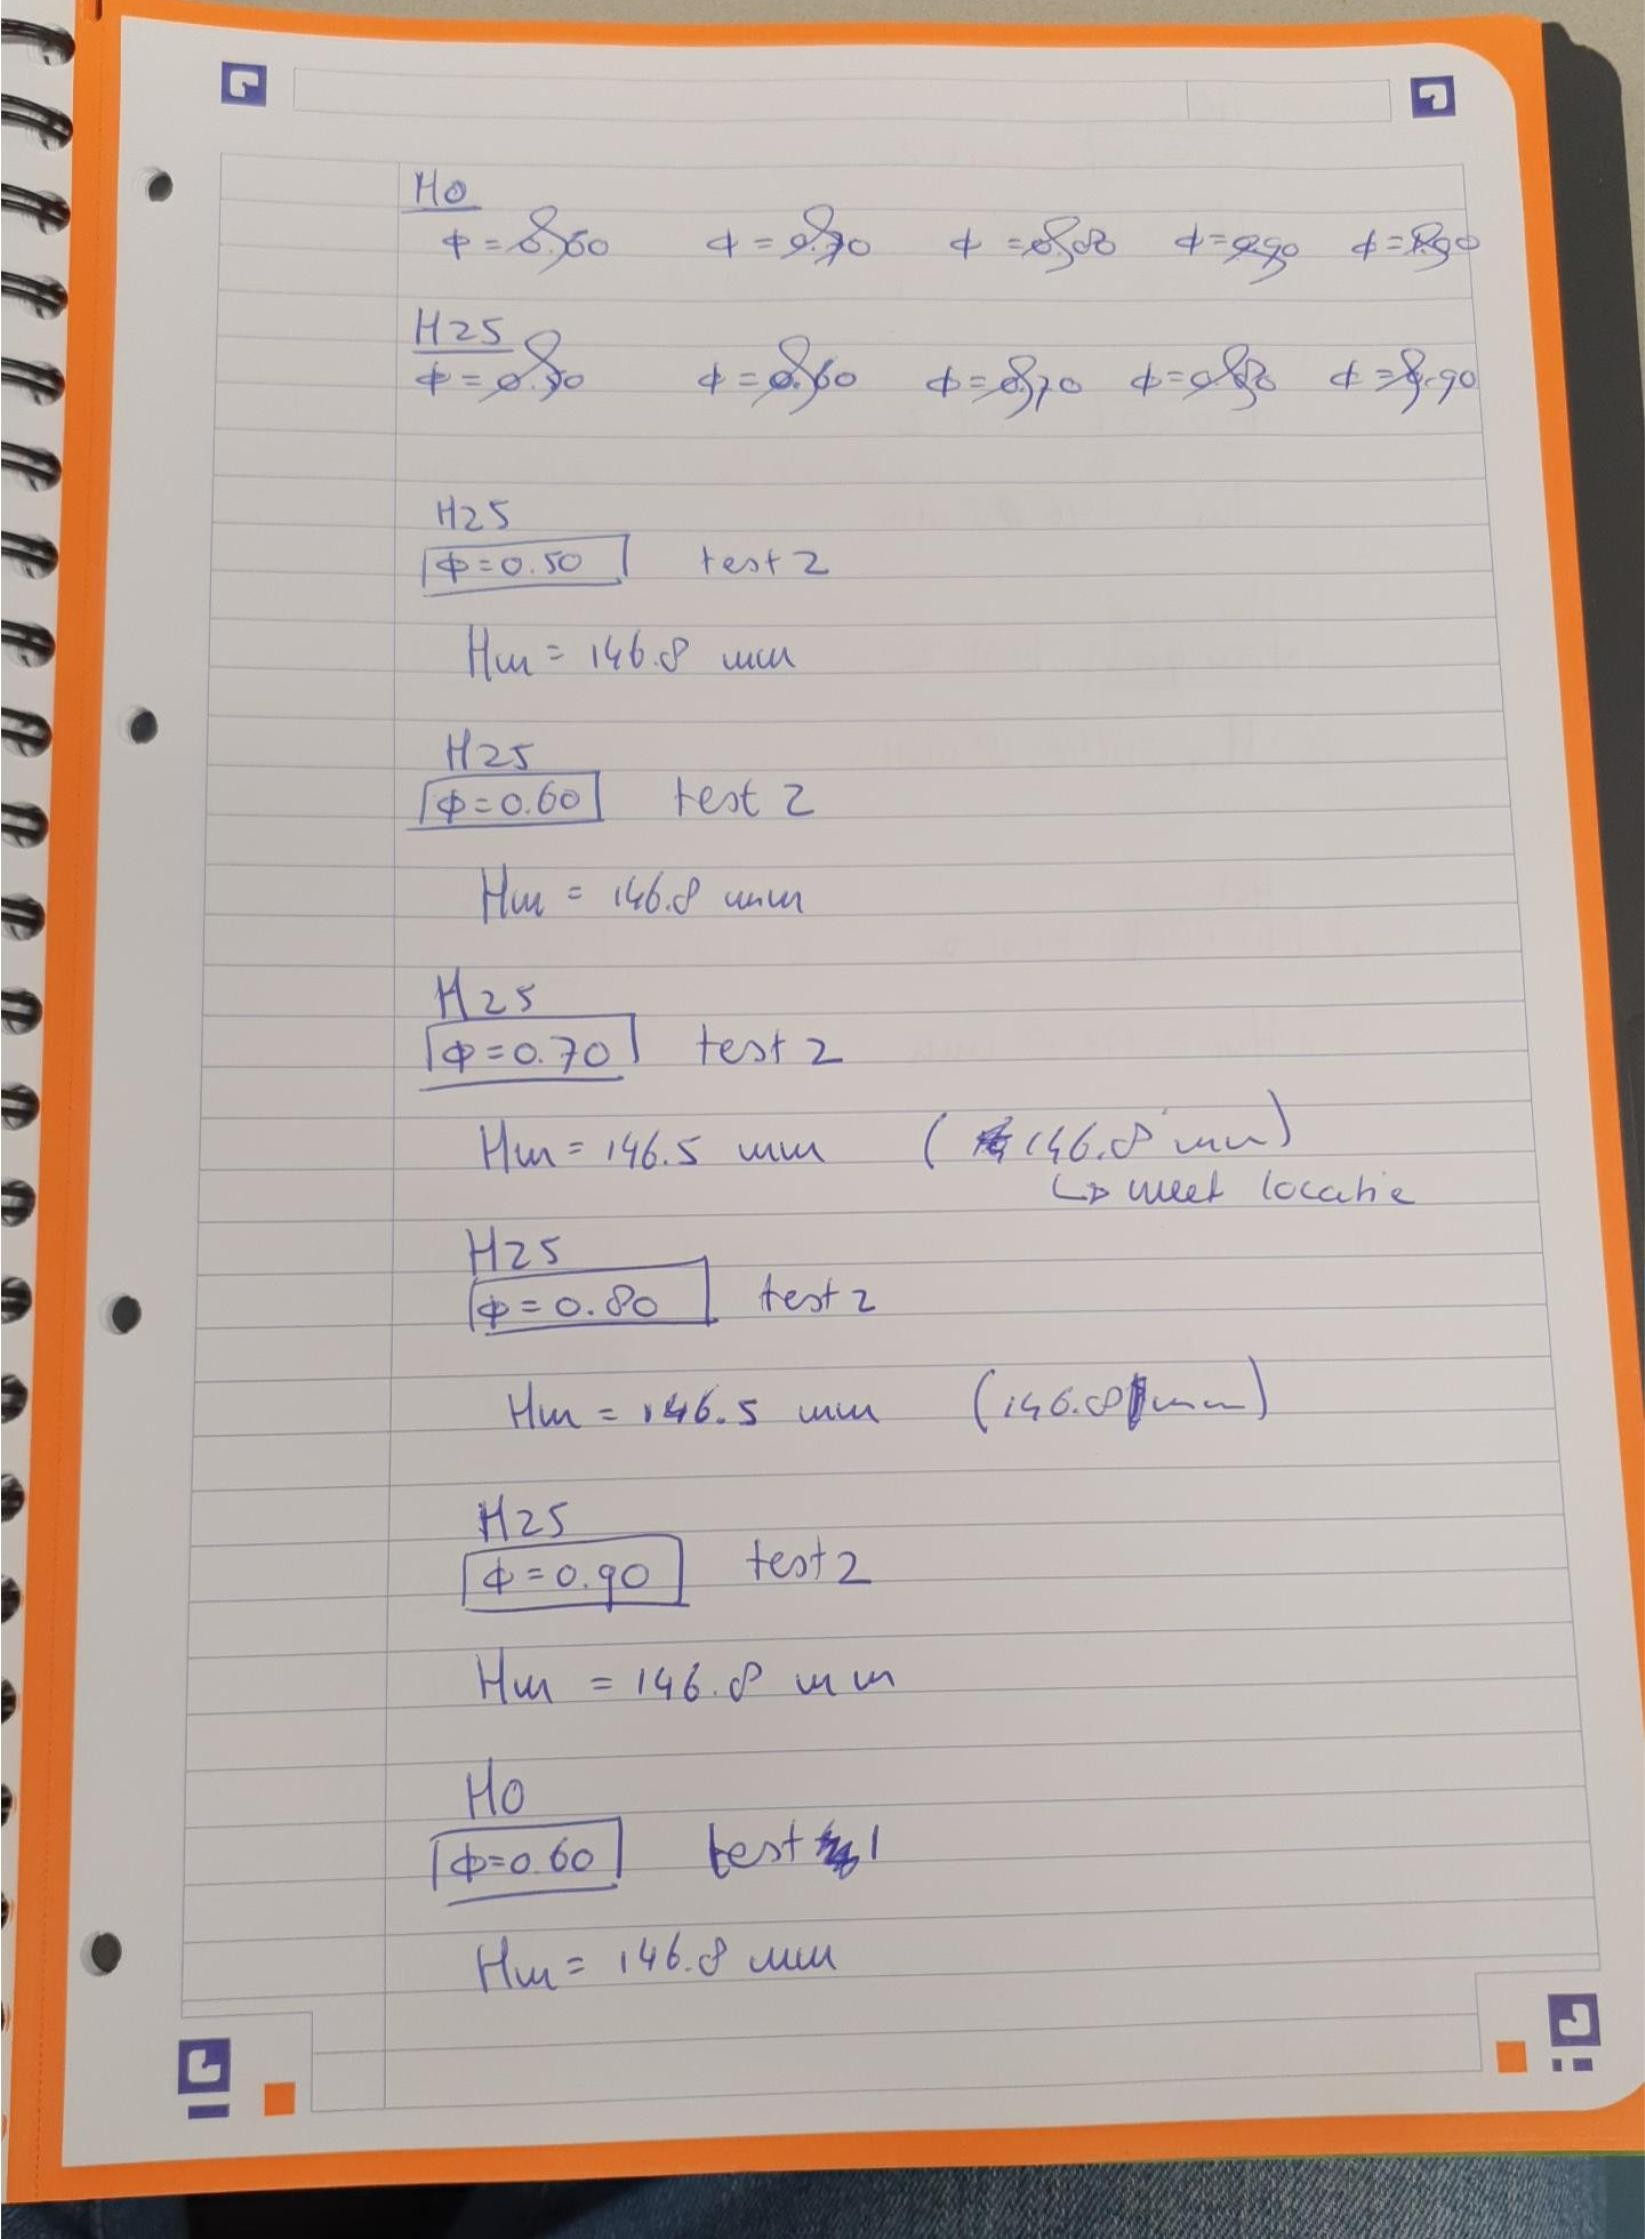 H0
ϕ = 0.60 ϕ = 0.70 ϕ = 0.80 ϕ = 0.90 ϕ = 0.90
H25
ϕ = 0.50 ϕ = 0.60 ϕ = 0.70 ϕ = 0.80 ϕ = 0.90
H25
ϕ = 0.50 test 2
Hm = 146.8 mm
H25
ϕ = 0.60 test 2
Hm = 146.8 mm
H25
ϕ = 0.70 test 2
Hm = 146.5 mm (146.8 mm)
↳ meet locatie
H25
ϕ = 0.80 test 2
Hm = 146.5 mm (146.8 mm)
H25
ϕ = 0.90 test 2
Hm = 146.8 mm
H0
ϕ = 0.60 test 1
Hm = 146.8 mm